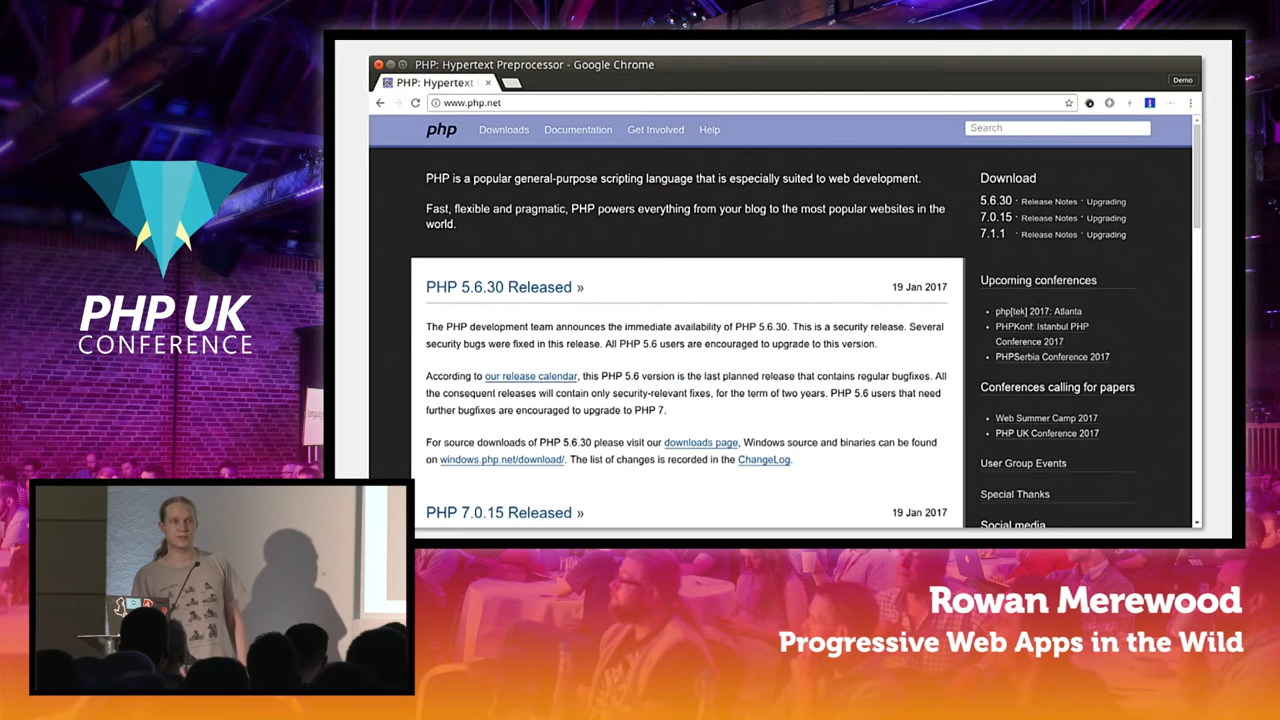 PHP: Hypertext Preprocessor - Google Chrome
PHP: Hypertext
Demo
www.php.net
php Downloads Documentation Get Involved Help Search
PHP is a popular general-purpose scripting language that is especially suited to web development.
Fast, flexible and pragmatic, PHP powers everything from your blog to the most popular websites in the
world.
PHP 5.6.30 Released »
19 Jan 2017
The PHP development team announces the immediate availability of PHP 5.6.30. This is a security release. Several
security bugs were fixed in this release. All PHP 5.6 users are encouraged to upgrade to this version.
According to our release calendar, this PHP 5.6 version is the last planned release that contains regular bugfixes. All
the consequent releases will contain only security-relevant fixes, for the term of two years. PHP 5.6 users that need
further bugfixes are encouraged to upgrade to PHP 7.
For source downloads of PHP 5.6.30 please visit our downloads page, Windows source and binaries can be found
on windows.php.net/download/. The list of changes is recorded in the ChangeLog.
PHP 7.0.15 Released »
19 Jan 2017
Download
5.6.30 · Release Notes · Upgrading
7.0.15 · Release Notes · Upgrading
7.1.1 · Release Notes · Upgrading
Upcoming conferences
php[tek] 2017: Atlanta
PHPKonf: Istanbul PHP
Conference 2017
PHPSerbia Conference 2017
Conferences calling for papers
Web Summer Camp 2017
PHP UK Conference 2017
User Group Events
Special Thanks
Social media
PHP UK
CONFERENCE
Rowan Merewood
Progressive Web Apps in the Wild